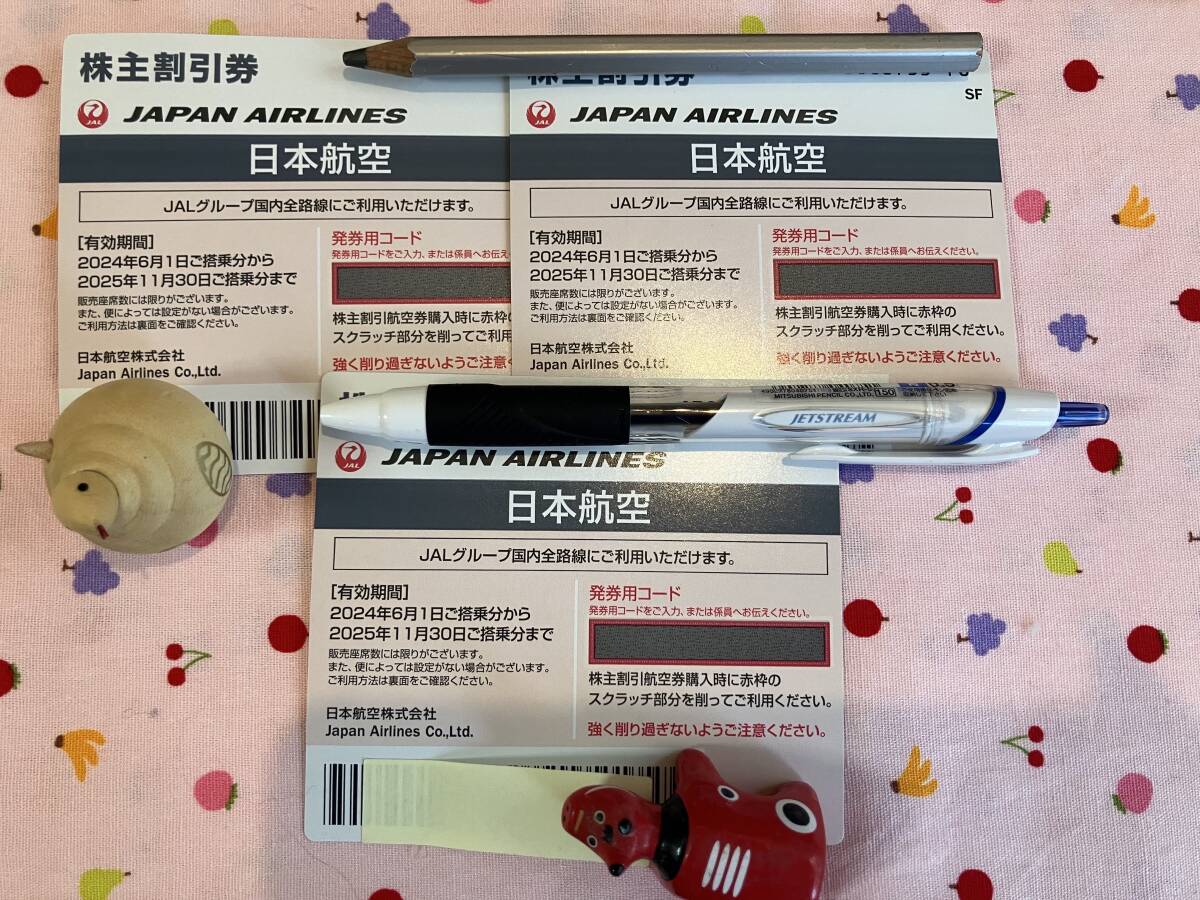 株主割引券
JAL
JAPAN AIRLINES
日本航空
JALグループ国内全路線にご利用いただけます。
[有効期間]
2024年6月1日ご搭乗分から
2025年11月30日ご搭乗分まで
販売座席数には限りがございます。
また、便によっては設定がない場合がございます。
ご利用方法は裏面をご確認ください。
日本航空株式会社
Japan Airlines Co.,Ltd.
発券用コード
発券用コードをご入力、または係員へお伝え
株主割引航空券購入時に赤枠の
スクラッチ部分を削ってご利用
強く削り過ぎないようご注意
株主割引券
SF
JAL
JAPAN AIRLINES
日本航空
JALグループ国内全路線にご利用いただけます。
[有効期間]
2024年6月1日ご搭乗分から
2025年11月30日ご搭乗分まで
販売座席数には限りがございます。
また、便によっては設定がない場合がございます。
ご利用方法は裏面をご確認ください。
日本航空株式会社
Japan Airlines Co.,Ltd.
発券用コード
発券用コードをご入力、または係員へお伝えください。
株主割引航空券購入時に赤枠の
スクラッチ部分を削ってご利用ください。
強く削り過ぎないようご注意ください。
MITSUBISHI PENCIL CO.,LTD. 150
JETSTREAM
JAL
JAPAN AIRLINES
日本航空
JALグループ国内全路線にご利用いただけます。
[有効期間]
2024年6月1日ご搭乗分から
2025年11月30日ご搭乗分まで
販売座席数には限りがございます。
また、便によっては設定がない場合がございます。
ご利用方法は裏面をご確認ください。
日本航空株式会社
Japan Airlines Co.,Ltd.
発券用コード
発券用コードをご入力、または係員へお伝えください。
株主割引航空券購入時に赤枠の
スクラッチ部分を削ってご利用ください。
強く削り過ぎないようご注意ください。